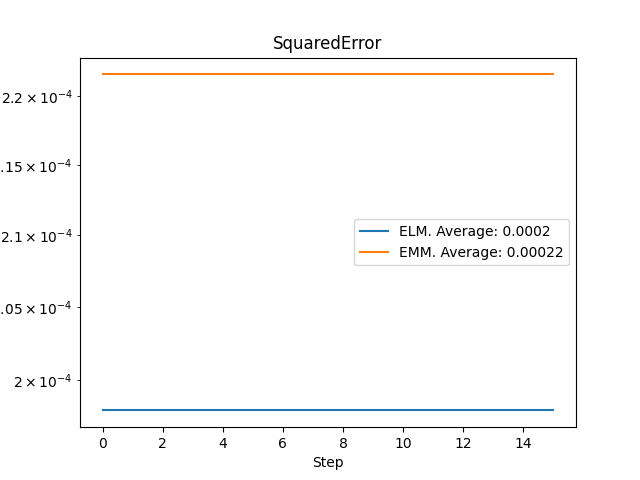 SquaredError
2.2 × 10⁻⁴
.15 × 10⁻⁴
2.1 × 10⁻⁴
.05 × 10⁻⁴
2 × 10⁻⁴
ELM. Average: 0.0002
EMM. Average: 0.00022
0 2 4 6 8 10 12 14
Step